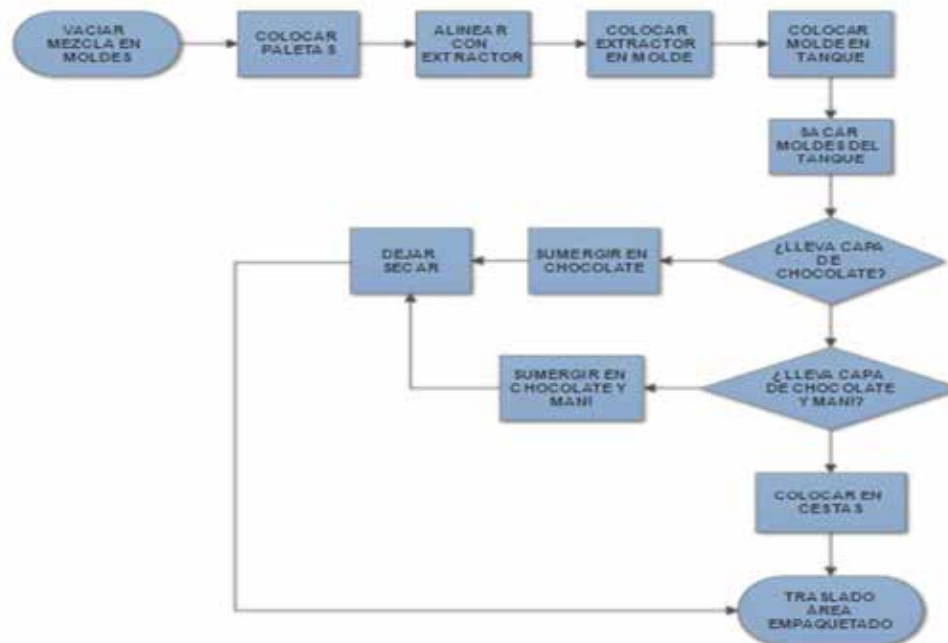 VACIAR
MEZCLA EN
MOLDES
COLOCAR
PALETAS
ALINEAR
CON
EXTRACTOR
COLOCAR
EXTRACTOR
EN MOLDE
COLOCAR
MOLDE EN
TANQUE
SACAR
MOLDES DEL
TANQUE
¿LLEVA CAPA
DE
CHOCOLATE?
SUMERGIR EN
CHOCOLATE
DEJAR
SECAR
¿LLEVA CAPA
DE CHOCOLATE
Y MANI?
SUMERGIR EN
CHOCOLATE Y
MANI
COLOCAR EN
CESTAS
TRASLADO
ÁREA
EMPAQUETADO